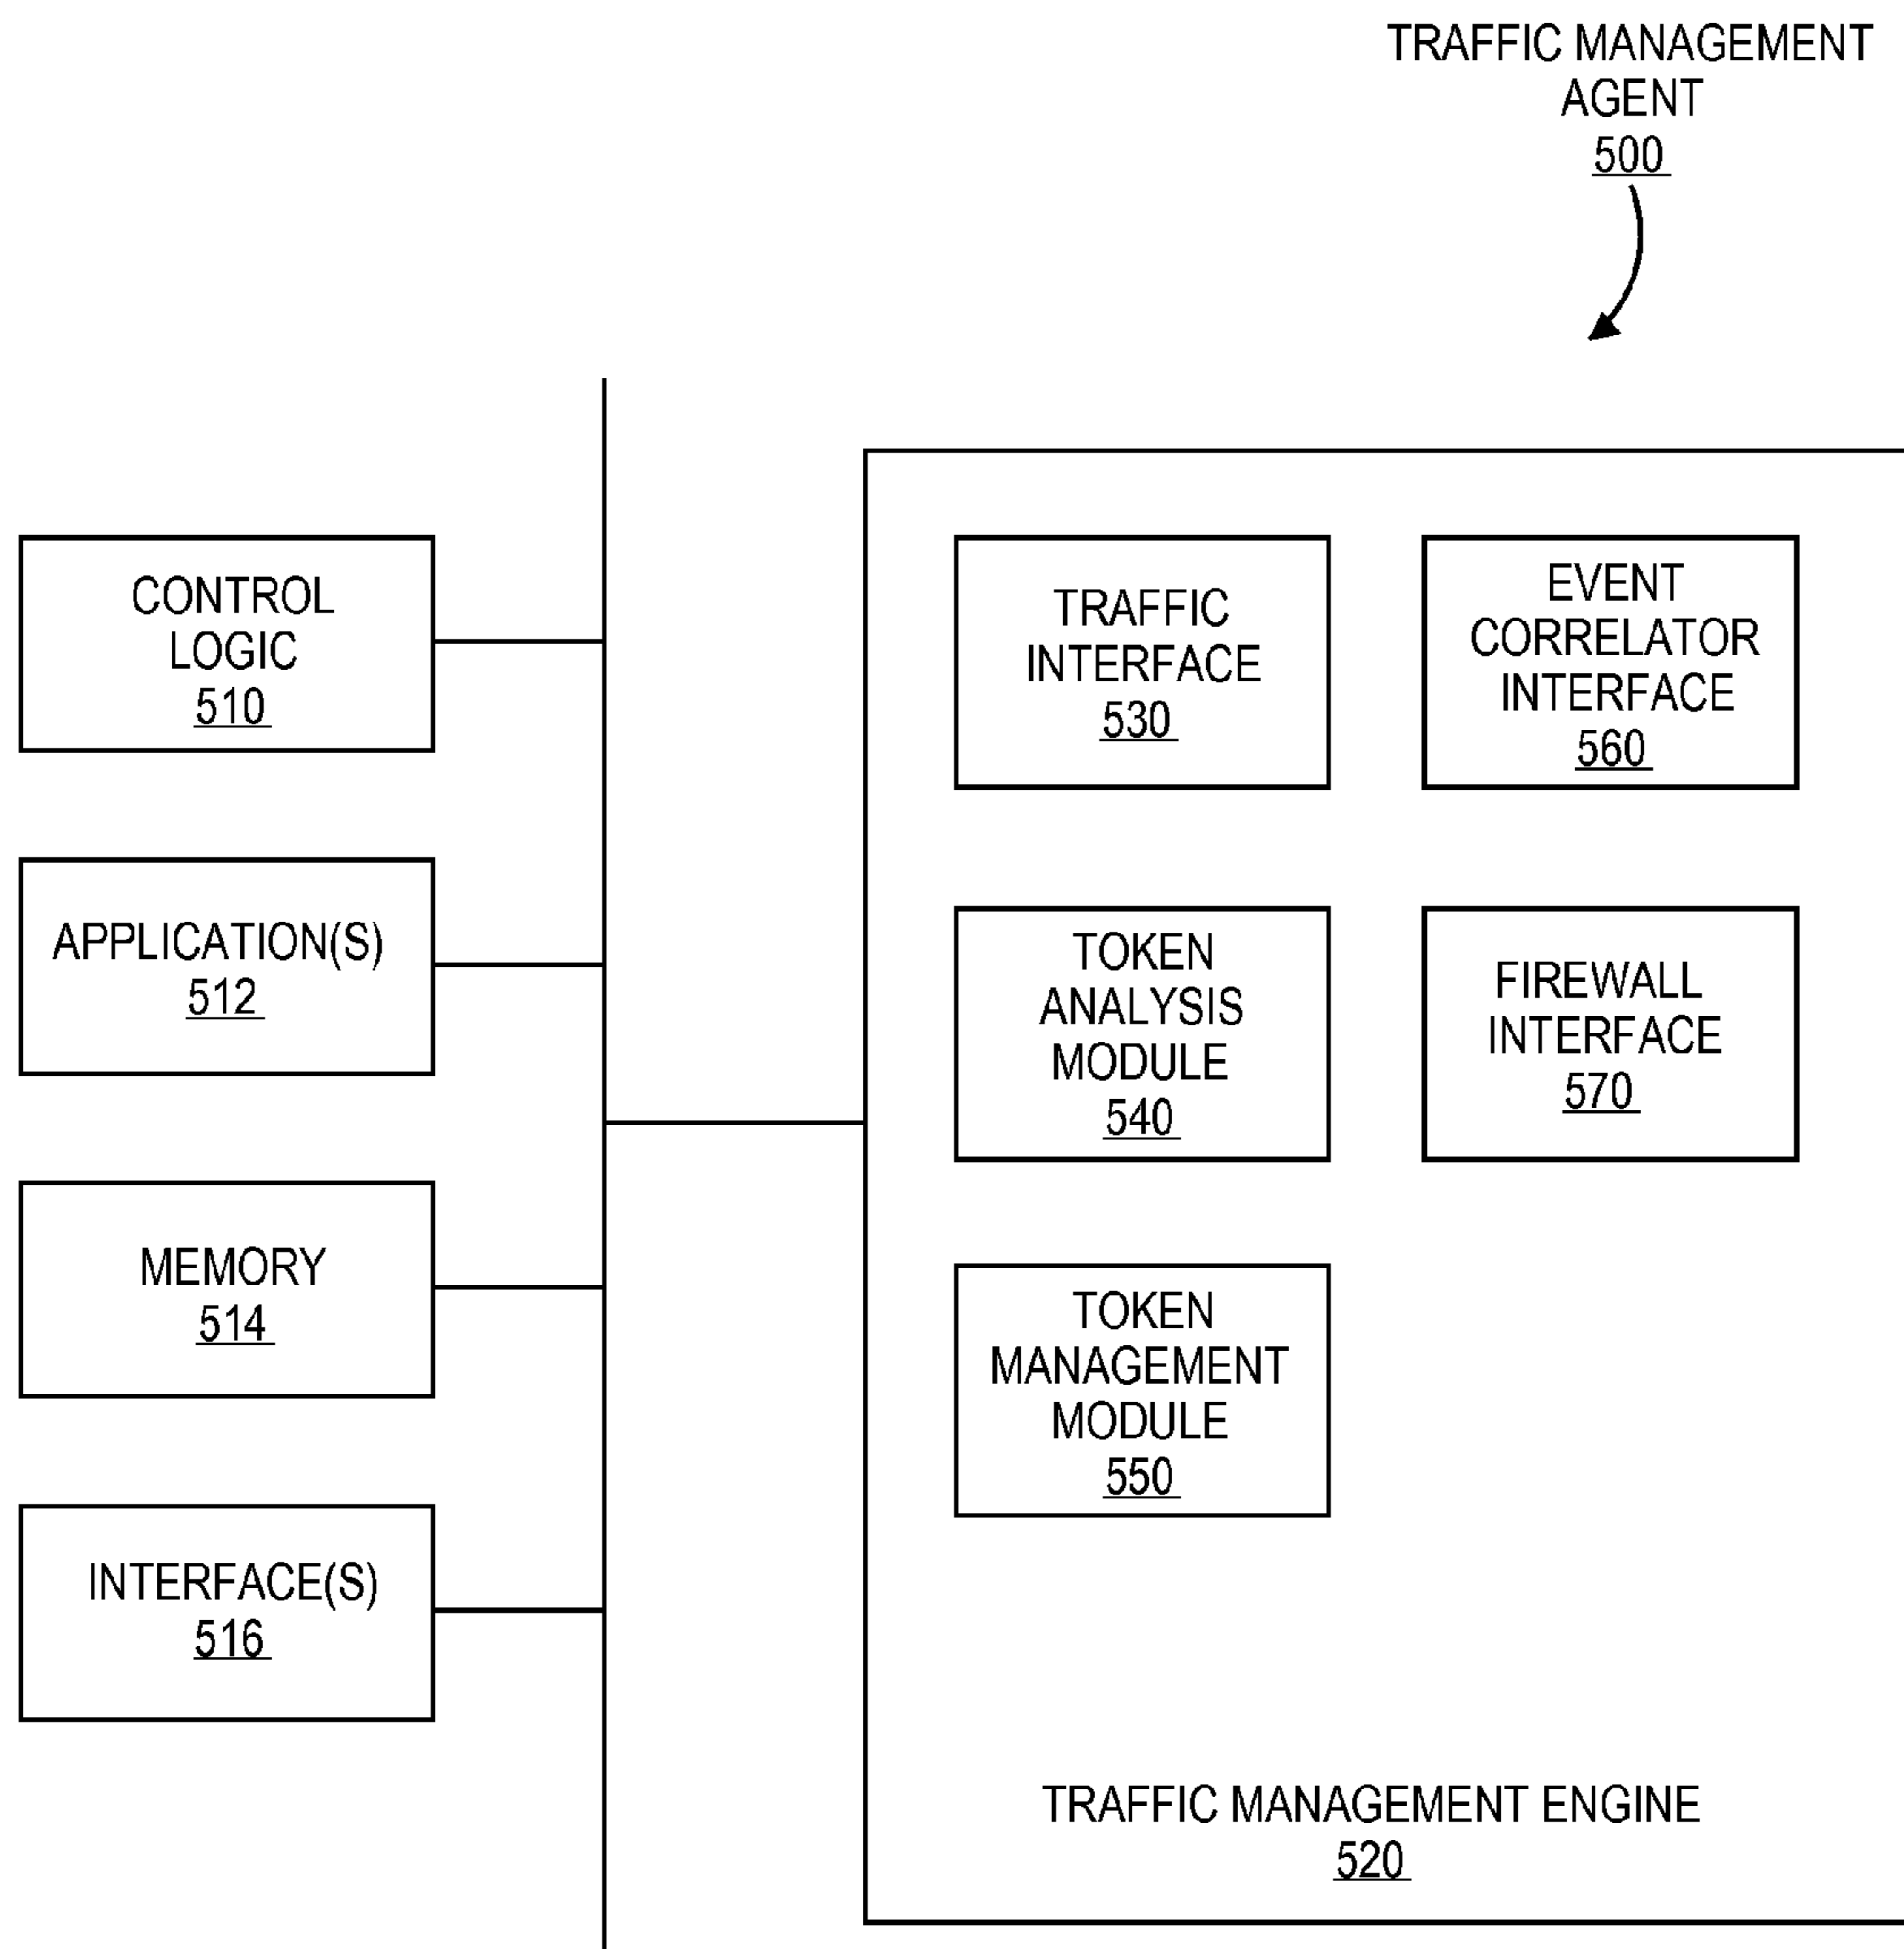 TRAFFIC MANAGEMENT
AGENT
500
CONTROL
LOGIC
510
APPLICATION(S)
512
MEMORY
514
INTERFACE(S)
516
TRAFFIC
INTERFACE
530
EVENT
CORRELATOR
INTERFACE
560
TOKEN
ANALYSIS
MODULE
540
FIREWALL
INTERFACE
570
TOKEN
MANAGEMENT
MODULE
550
TRAFFIC MANAGEMENT ENGINE
520